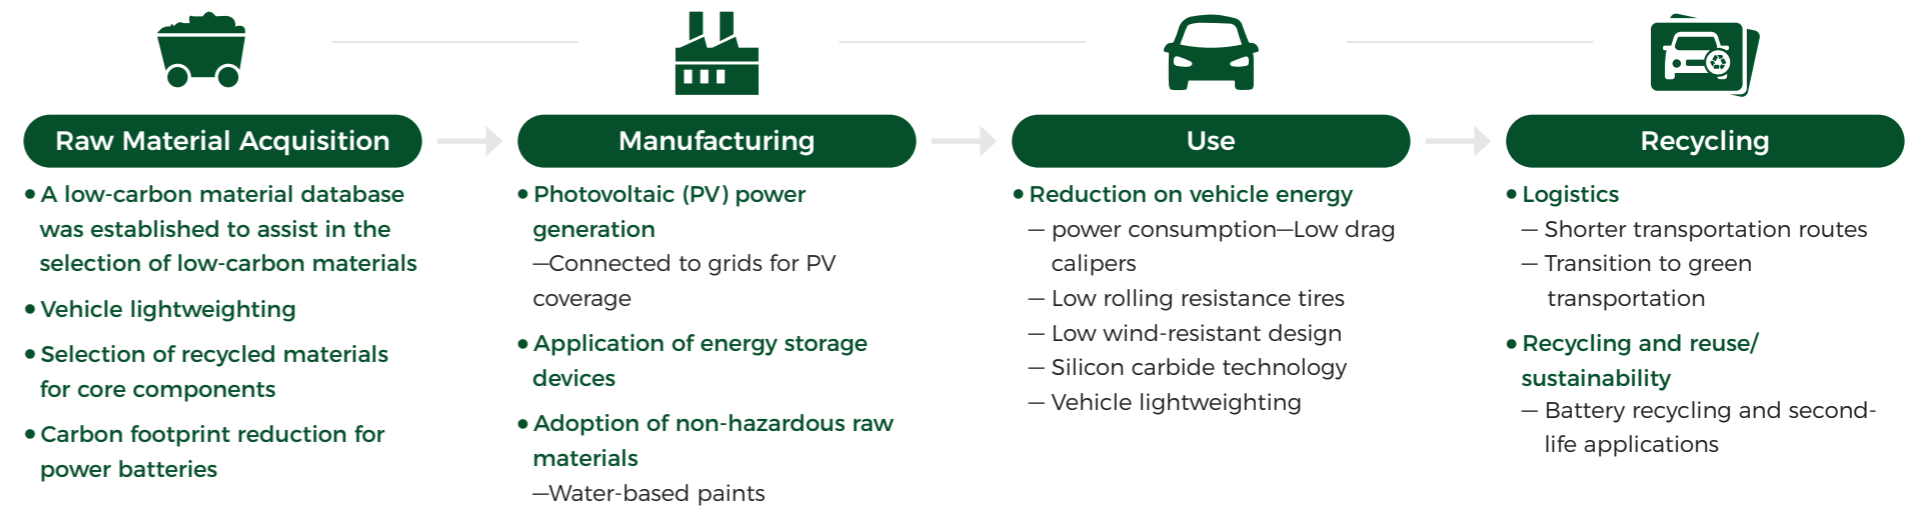 Raw Material Acquisition
• A low-carbon material database
was established to assist in the
selection of low-carbon materials
• Vehicle lightweighting
• Selection of recycled materials
for core components
• Carbon footprint reduction for
power batteries
Manufacturing
• Photovoltaic (PV) power
generation
—Connected to grids for PV
coverage
• Application of energy storage
devices
• Adoption of non-hazardous raw
materials
—Water-based paints
Use
• Reduction on vehicle energy
— power consumption—Low drag
calipers
— Low rolling resistance tires
— Low wind-resistant design
— Silicon carbide technology
— Vehicle lightweighting
Recycling
• Logistics
— Shorter transportation routes
— Transition to green
transportation
• Recycling and reuse/
sustainability
— Battery recycling and second-
life applications